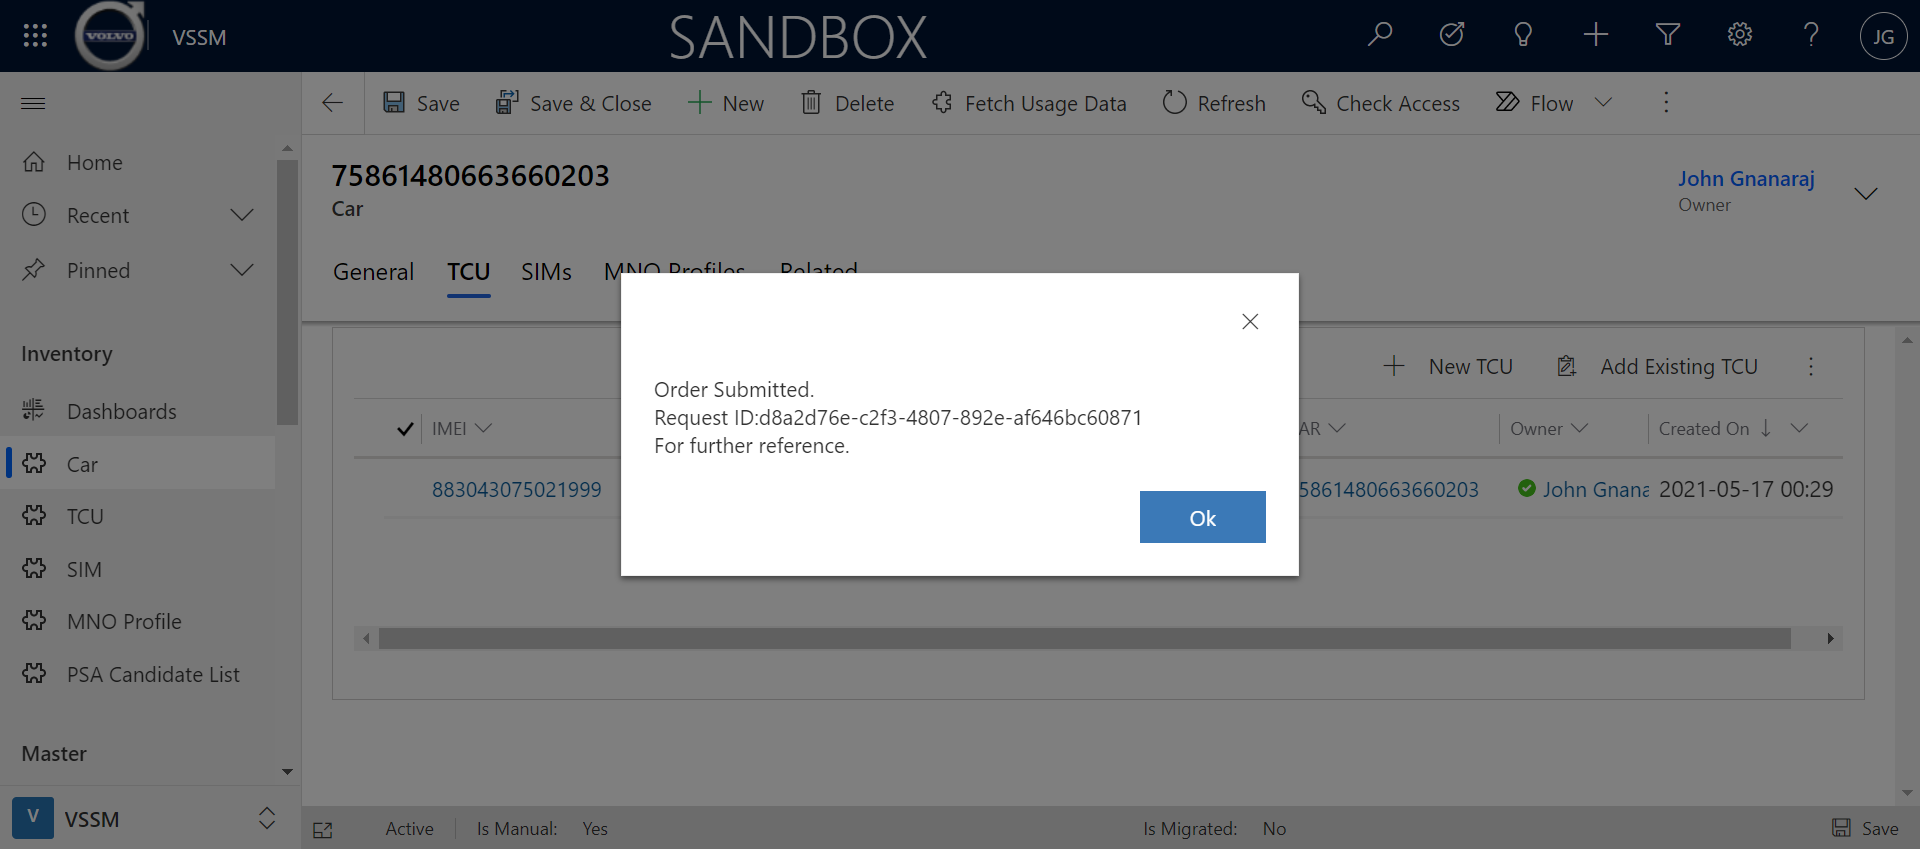 VOLVO
VSSM
SANDBOX
JG
Save
Save & Close
New
Delete
Fetch Usage Data
Refresh
Check Access
Flow
Home
Recent
Pinned
Inventory
Dashboards
Car
TCU
SIM
MNO Profile
PSA Candidate List
Master
V
VSSM
75861480663660203
Car
John Gnanaraj
Owner
General
TCU
SIMs
MNO Profiles
Related
New TCU
Add Existing TCU
IMEI
AR
Owner
Created On
883043075021999
5861480663660203
John Gnana
2021-05-17 00:29
Order Submitted.
Request ID:d8a2d76e-c2f3-4807-892e-af646bc60871
For further reference.
Ok
Active
Is Manual:
Yes
Is Migrated:
No
Save